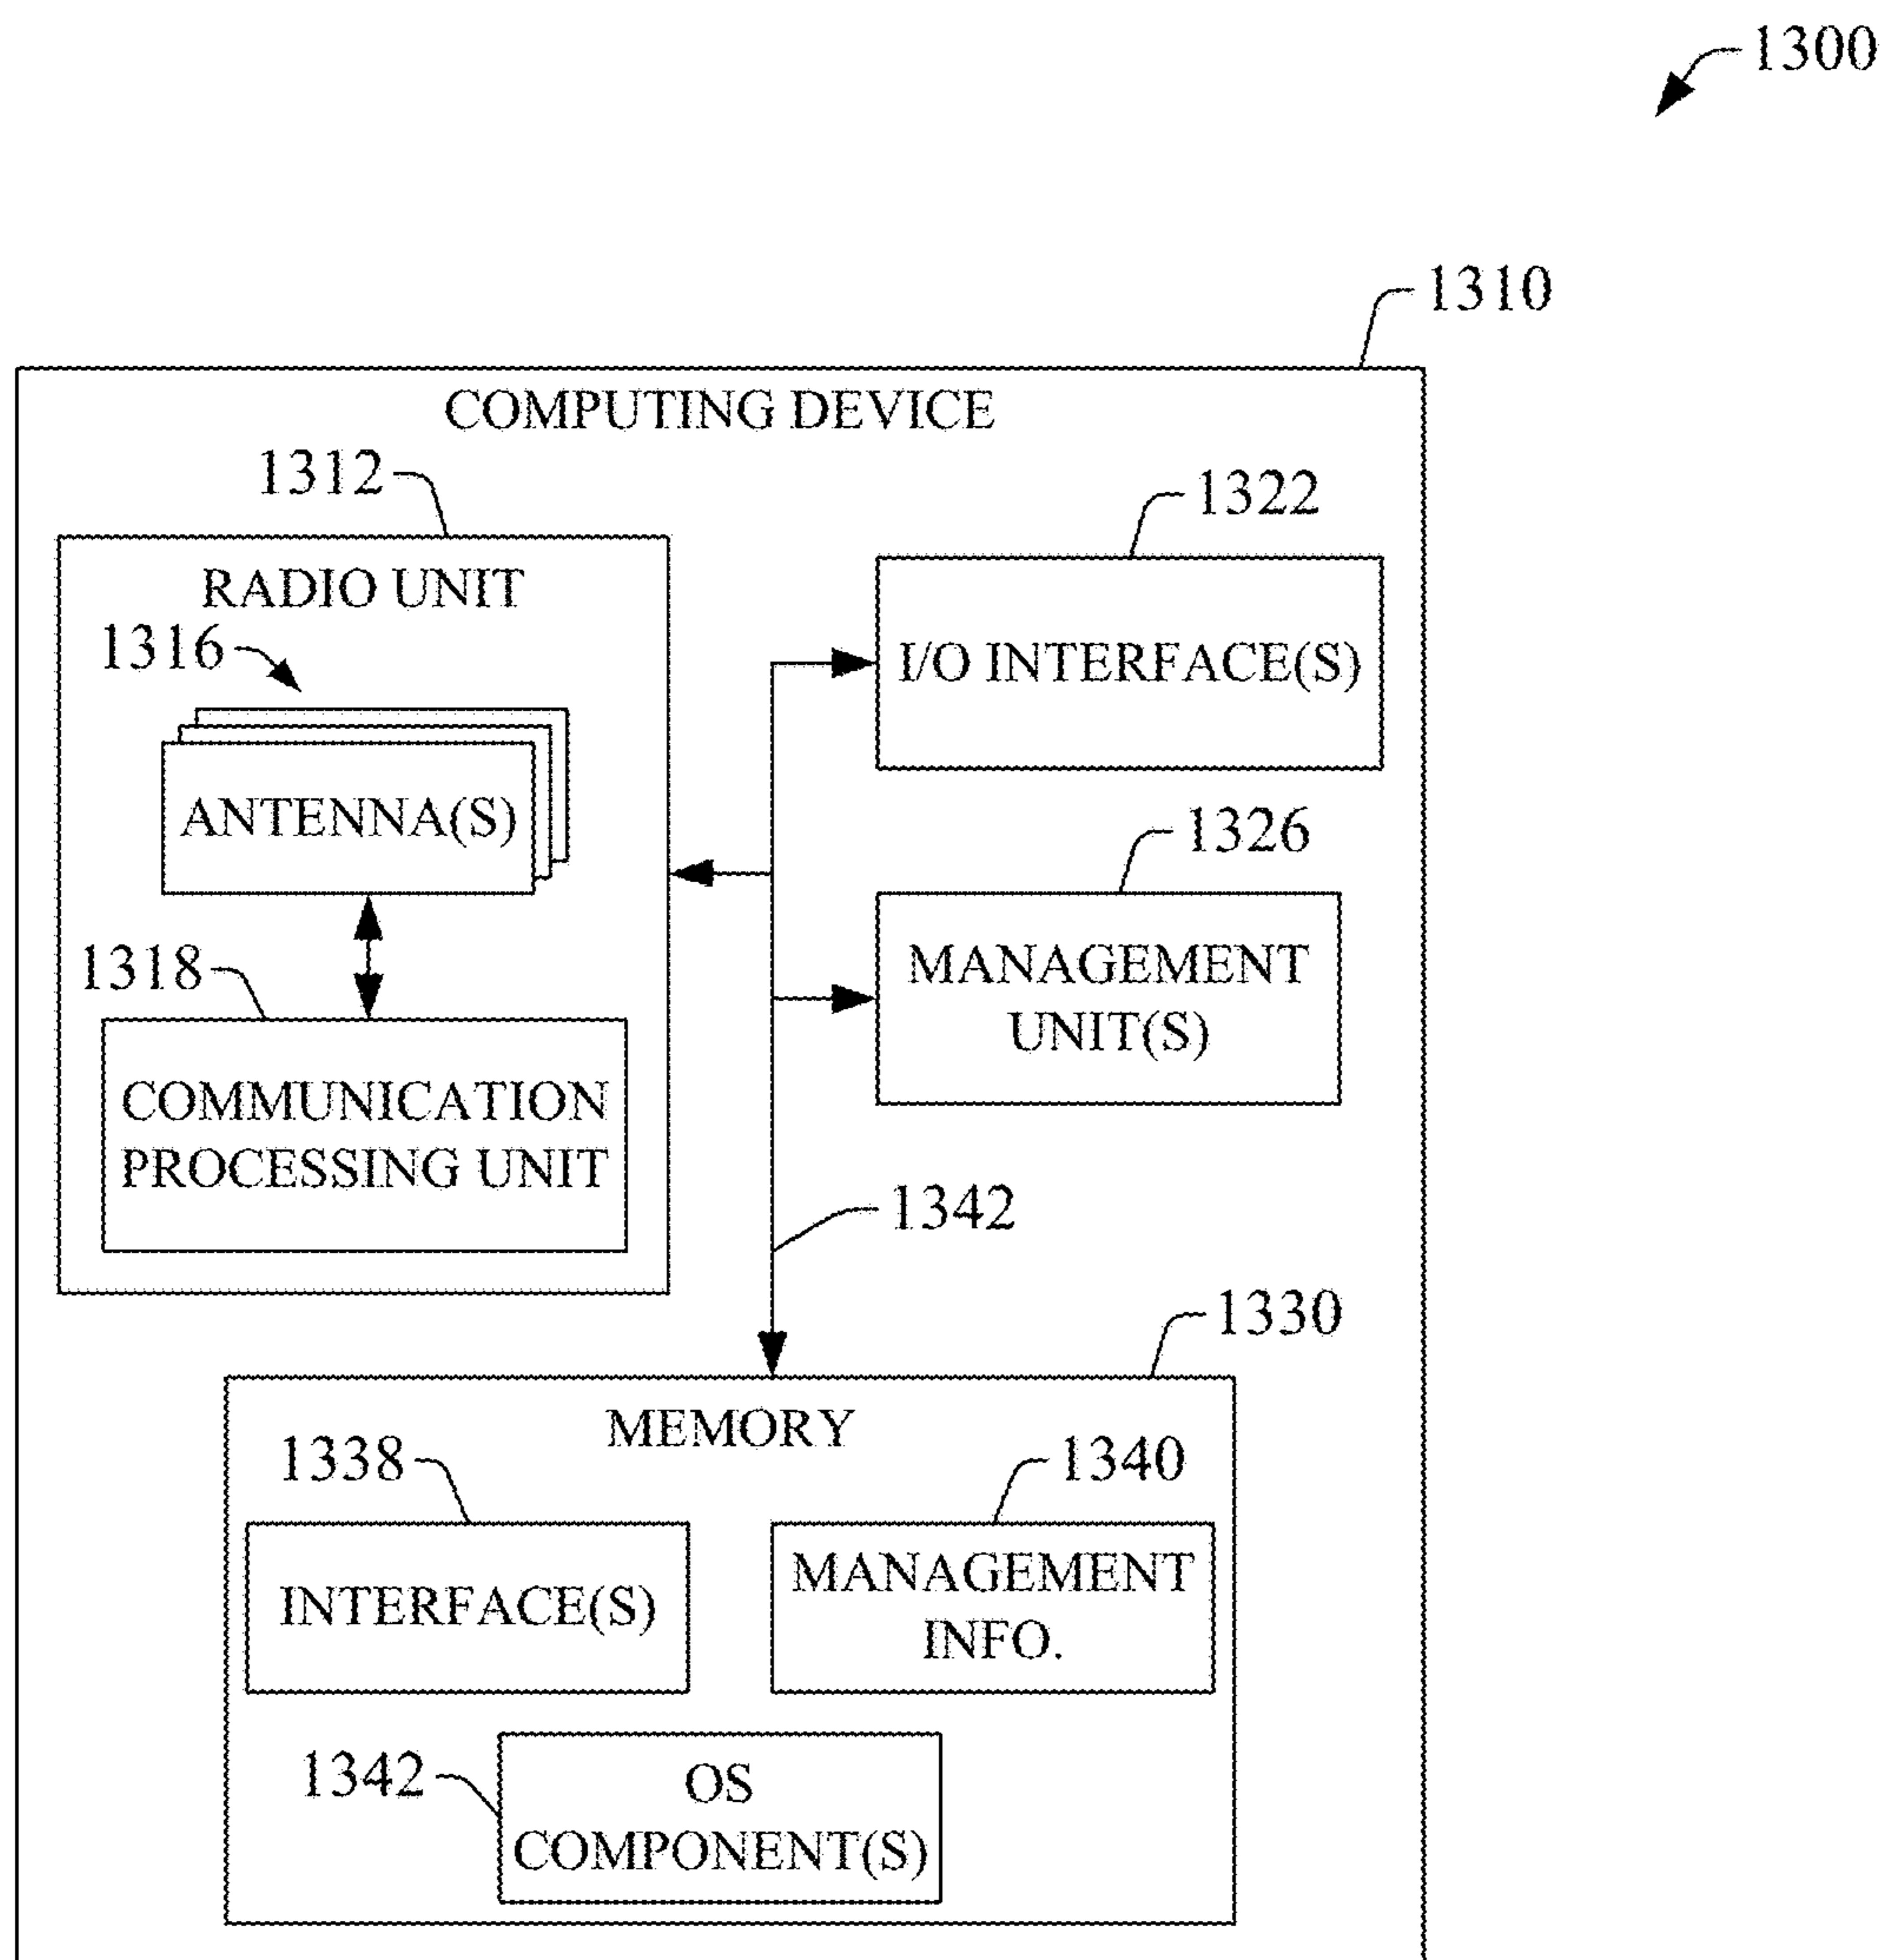 1300
1310
COMPUTING DEVICE
1312
1322
RADIO UNIT
1316
I/O INTERFACE(S)
ANTENNA(S)
1326
1318
MANAGEMENT
UNIT(S)
COMMUNICATION
PROCESSING UNIT
1342
1330
MEMORY
1338
1340
INTERFACE(S)
MANAGEMENT
INFO.
1342
OS
COMPONENT(S)